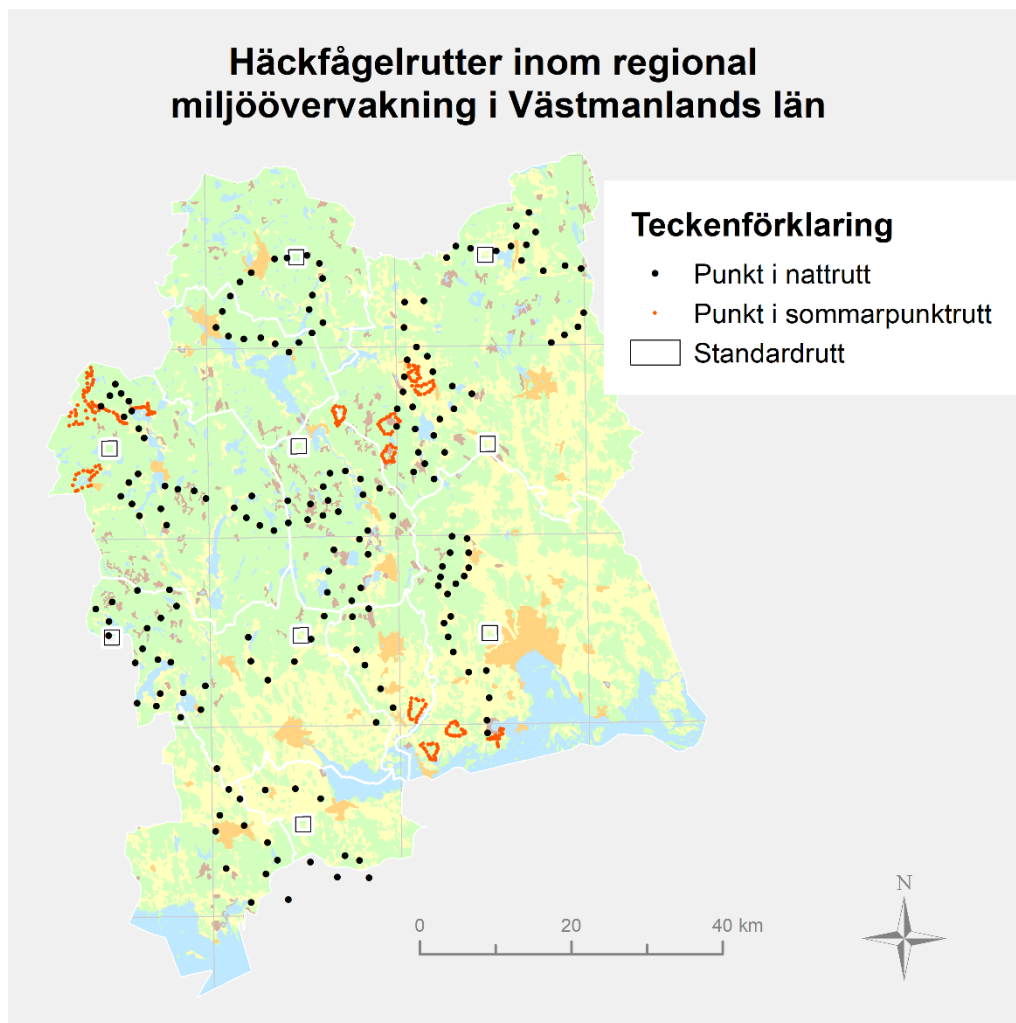 Häckfågelrutter inom regional
miljöövervakning i Västmanlands län
Teckenförklaring
Punkt i nattrutt
Punkt i sommarpunktrutt
Standardrutt
N
0 20 40 km